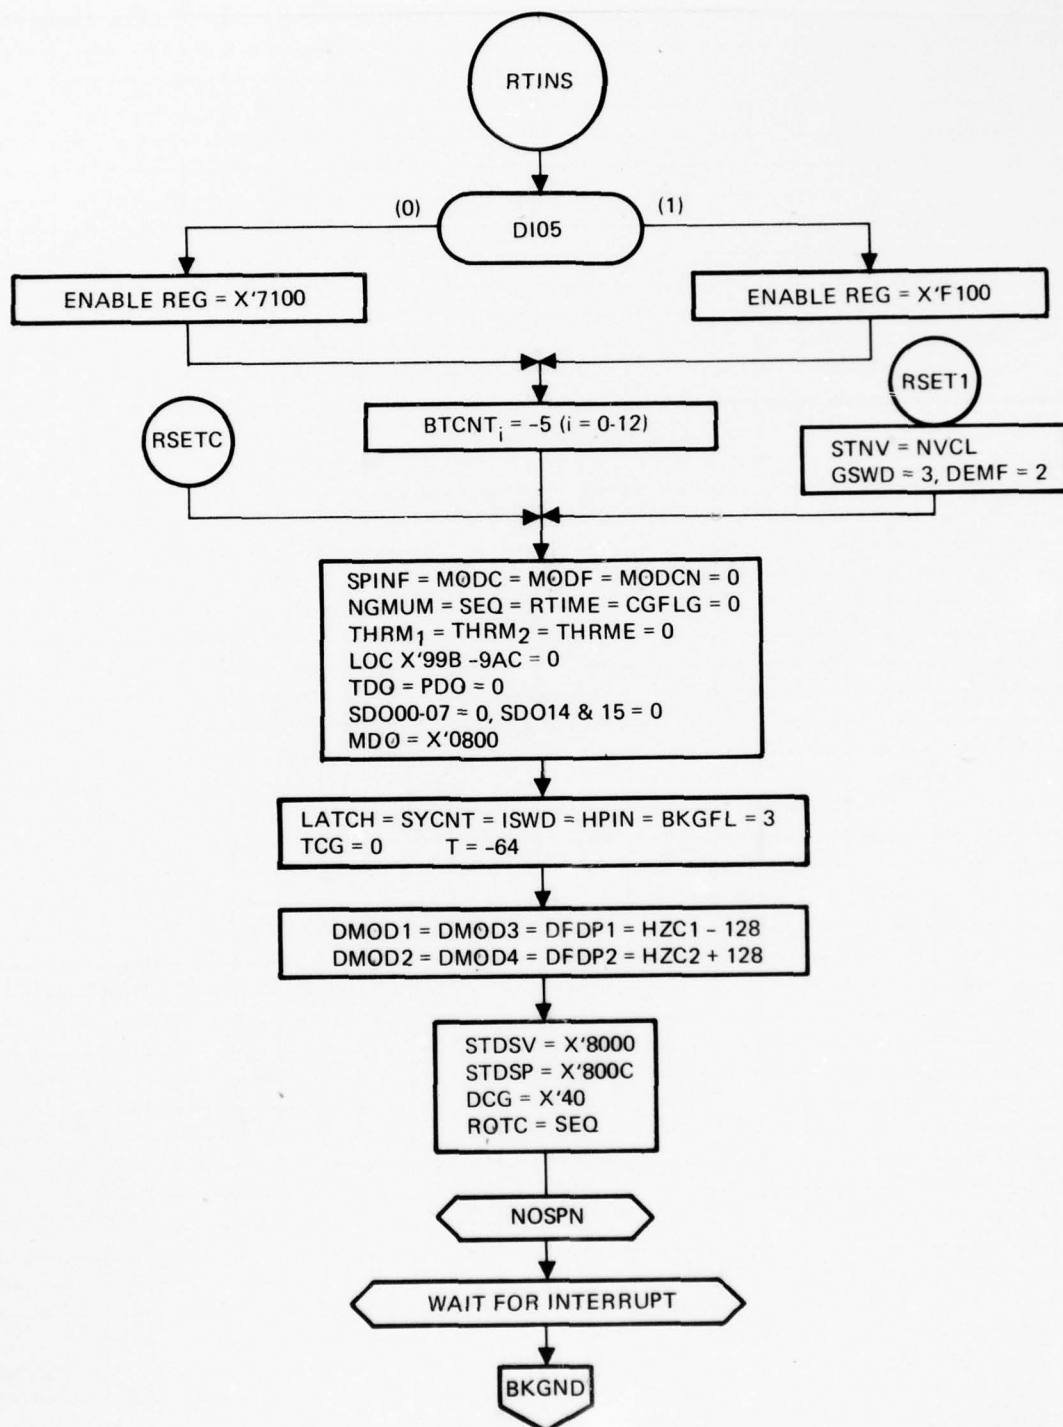 RTINS
(0)
DI05
(1)
ENABLE REG = X'7100
ENABLE REG = X'F100
RSET1
RSETC
BTCNTi = -5 (i = 0-12)
STNV = NVCL
GSWD = 3, DEMF = 2
SPINF = MODC = MODF = MODCN = 0
NGMUM = SEQ = RTIME = CGFLG = 0
THRM1 = THRM2 = THRME = 0
LOC X'99B -9AC = 0
TDO = PDO = 0
SDO00-07 = 0, SDO14 & 15 = 0
MDO = X'0800
LATCH = SYCNT = ISWD = HPIN = BKGFL = 3
TCG = 0 T = -64
DMOD1 = DMOD3 = DFDP1 = HZC1 - 128
DMOD2 = DMOD4 = DFDP2 = HZC2 + 128
STDSV = X'8000
STDSP = X'800C
DCG = X'40
ROTC = SEQ
NOSPN
WAIT FOR INTERRUPT
BKGND